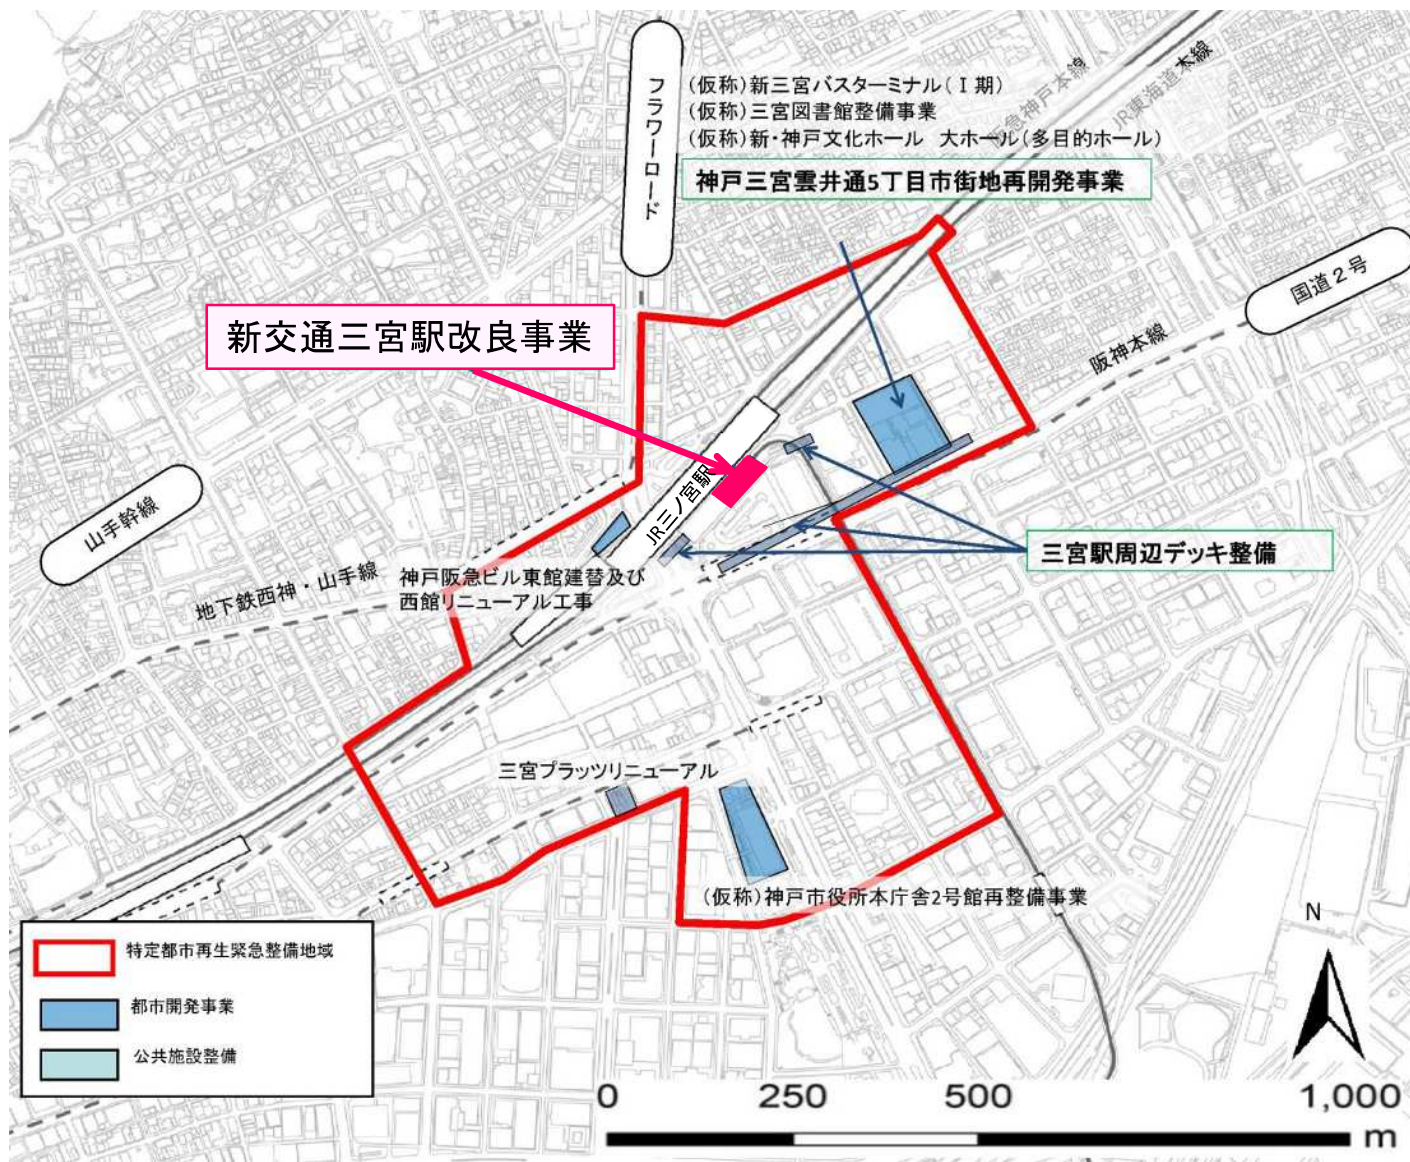 フラワーロード
(仮称)新三宮バスターミナル(Ⅰ期)
(仮称)三宮図書館整備事業
(仮称)新・神戸文化ホール 大ホール(多目的ホール)
神戸三宮雲井通5丁目市街地再開発事業
阪急神戸本線
JR東海道本線
国道2号
新交通三宮駅改良事業
阪神本線
山手幹線
JR三ノ宮駅
三宮駅周辺デッキ整備
地下鉄西神・山手線
神戸阪急ビル東館建替及び
西館リニューアル工事
三宮プラッツリニューアル
(仮称)神戸市役所本庁舎2号館再整備事業
特定都市再生緊急整備地域
都市開発事業
公共施設整備
N
0 250 500 1,000
m